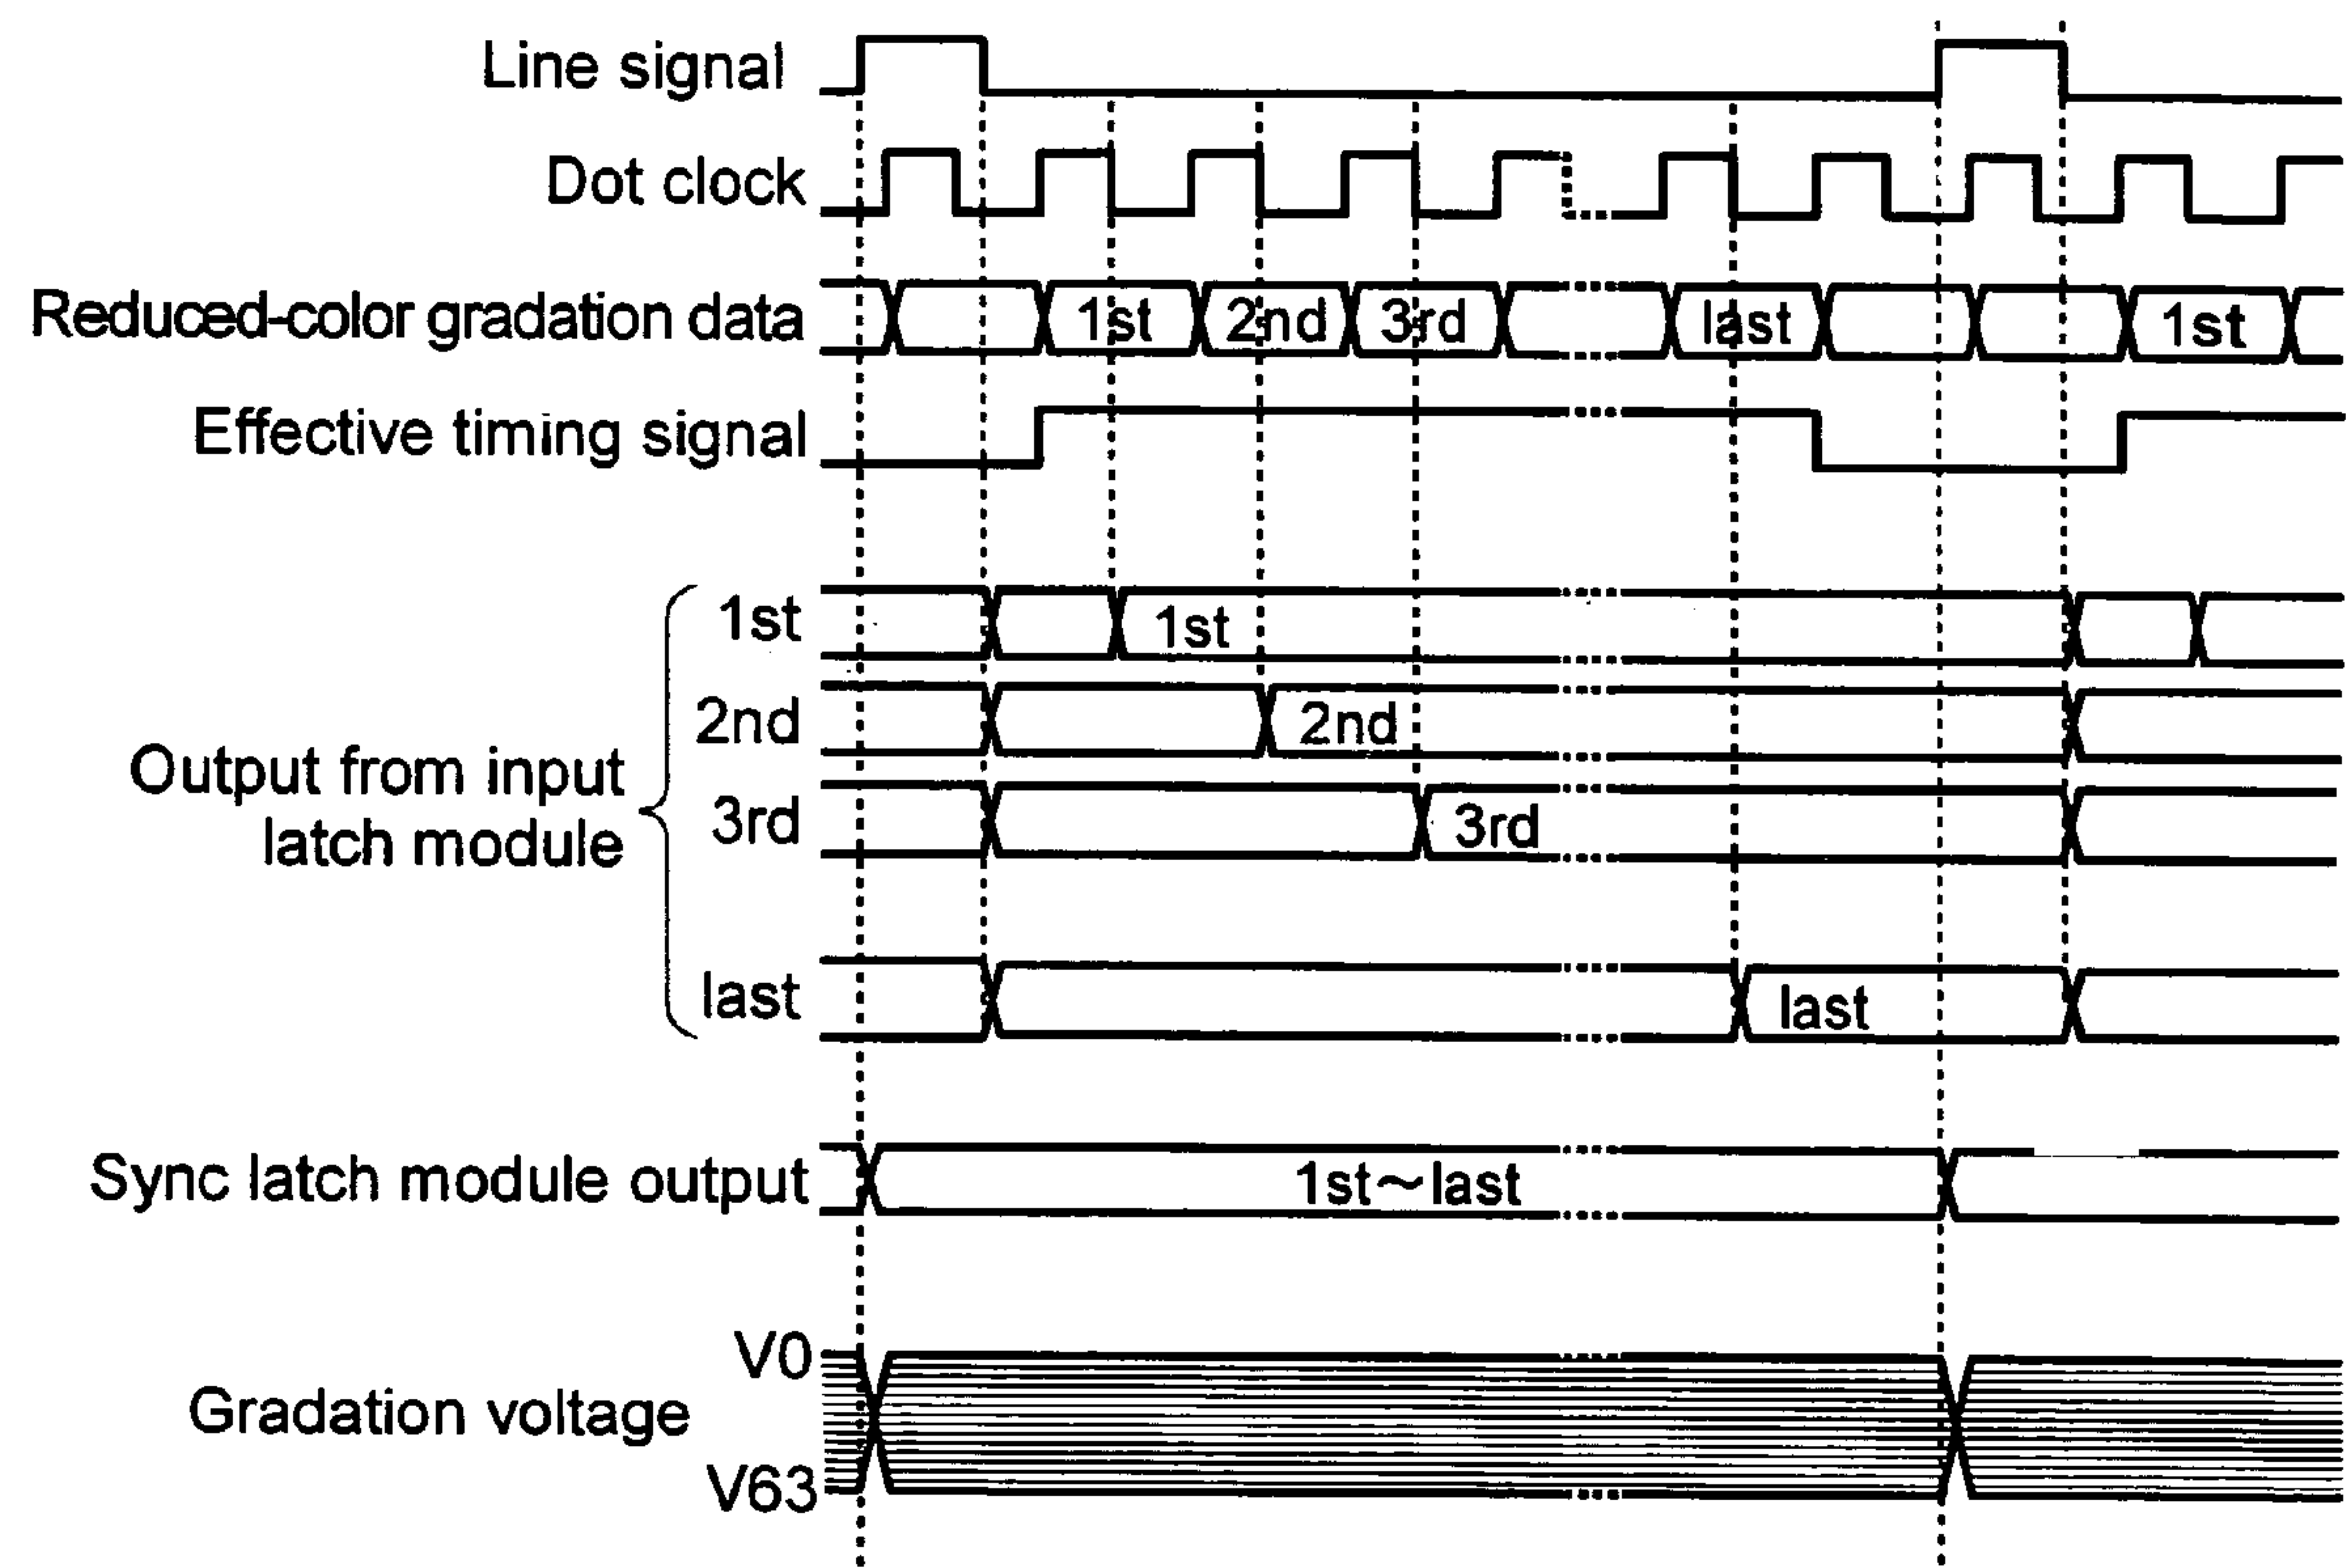 Line signal
Dot clock
Reduced-color gradation data
1st 2nd 3rd last 1st
Effective timing signal
Output from input
latch module
1st
1st
2nd
2nd
3rd
3rd
last
last
Sync latch module output
1st～last
Gradation voltage
V0
V63